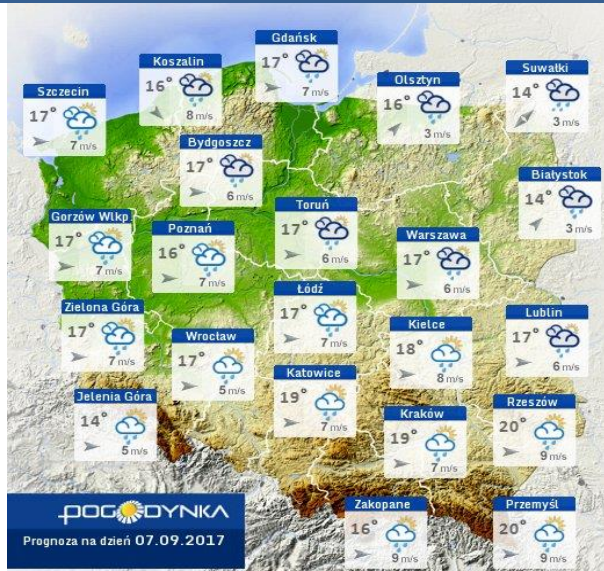 Gdańsk
17°
7 m/s
Koszalin
16°
8 m/s
Suwałki
14°
3 m/s
Olsztyn
16°
3 m/s
Szczecin
17°
7 m/s
Bydgoszcz
17°
6 m/s
Białystok
14°
3 m/s
Toruń
17°
6 m/s
Gorzów Wlkp
17°
7 m/s
Poznań
16°
7 m/s
Warszawa
17°
6 m/s
Łódź
17°
7 m/s
Zielona Góra
17°
7 m/s
Lublin
17°
6 m/s
Kielce
18°
8 m/s
Wrocław
17°
5 m/s
Katowice
19°
7 m/s
Jelenia Góra
14°
5 m/s
Rzeszów
20°
9 m/s
Kraków
19°
7 m/s
Zakopane
16°
9 m/s
Przemyśl
20°
9 m/s
POGODYNKA
Prognoza na dzień 07.09.2017